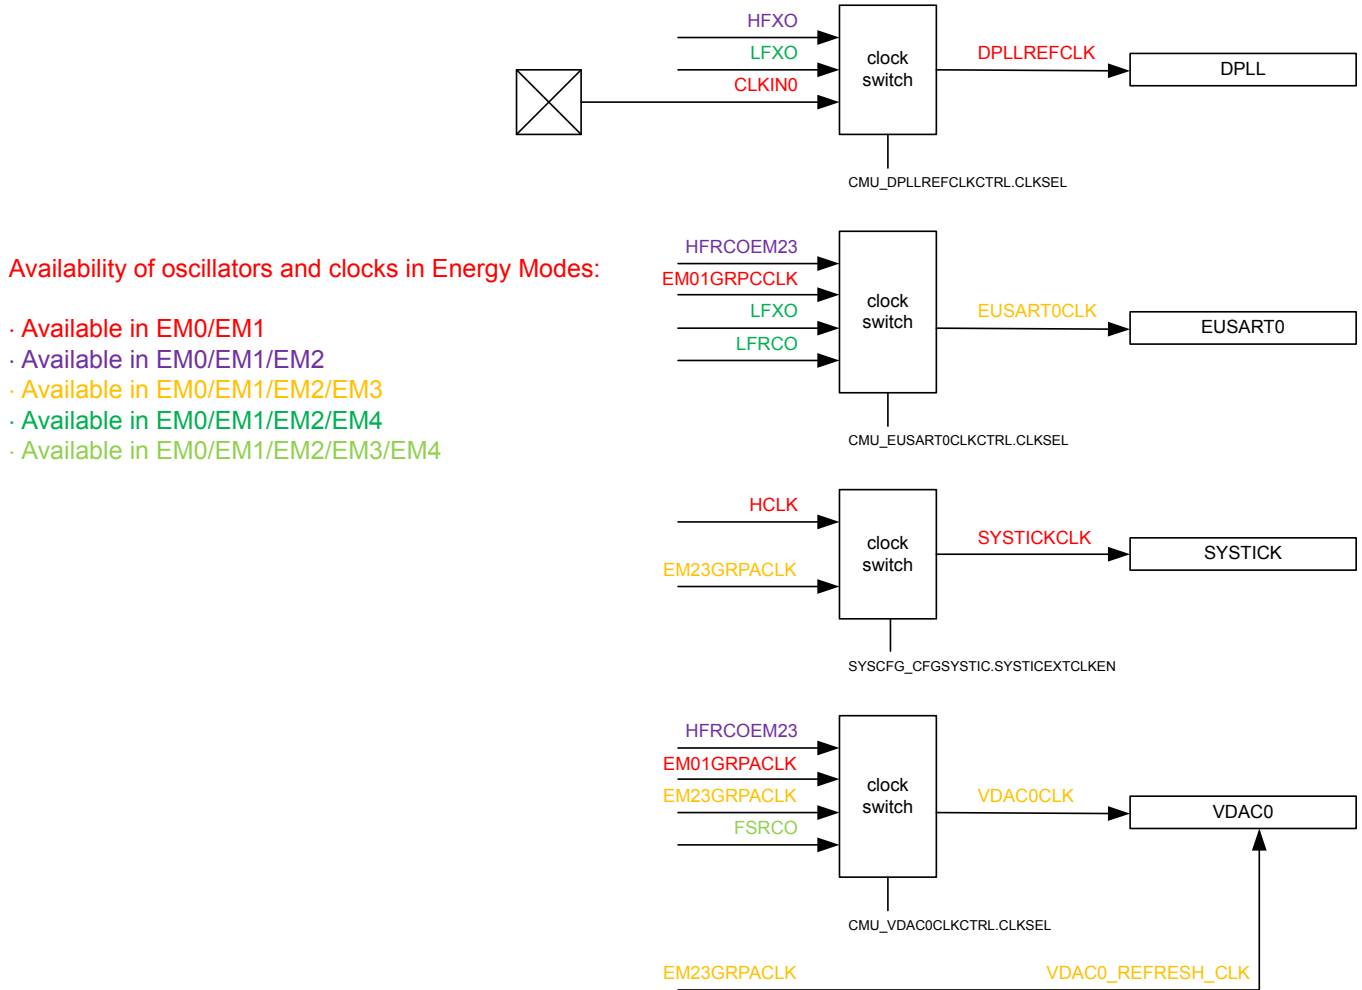 HFXO
LFXO
CLKIN0
clock
switch
DPLLREFCLK
DPLL
CMU_DPLLREFCLKCTRL.CLKSEL
Availability of oscillators and clocks in Energy Modes:
· Available in EM0/EM1
· Available in EM0/EM1/EM2
· Available in EM0/EM1/EM2/EM3
· Available in EM0/EM1/EM2/EM4
· Available in EM0/EM1/EM2/EM3/EM4
HFRCOEM23
EM01GRPCCLK
LFXO
LFRCO
clock
switch
EUSART0CLK
EUSART0
CMU_EUSART0CLKCTRL.CLKSEL
HCLK
EM23GRPACLK
clock
switch
SYSTICKCLK
SYSTICK
SYSCFG_CFGSYSTIC.SYSTICEXTCLKEN
HFRCOEM23
EM01GRPACLK
EM23GRPACLK
FSRCO
clock
switch
VDAC0CLK
VDAC0
CMU_VDAC0CLKCTRL.CLKSEL
EM23GRPACLK
VDAC0_REFRESH_CLK